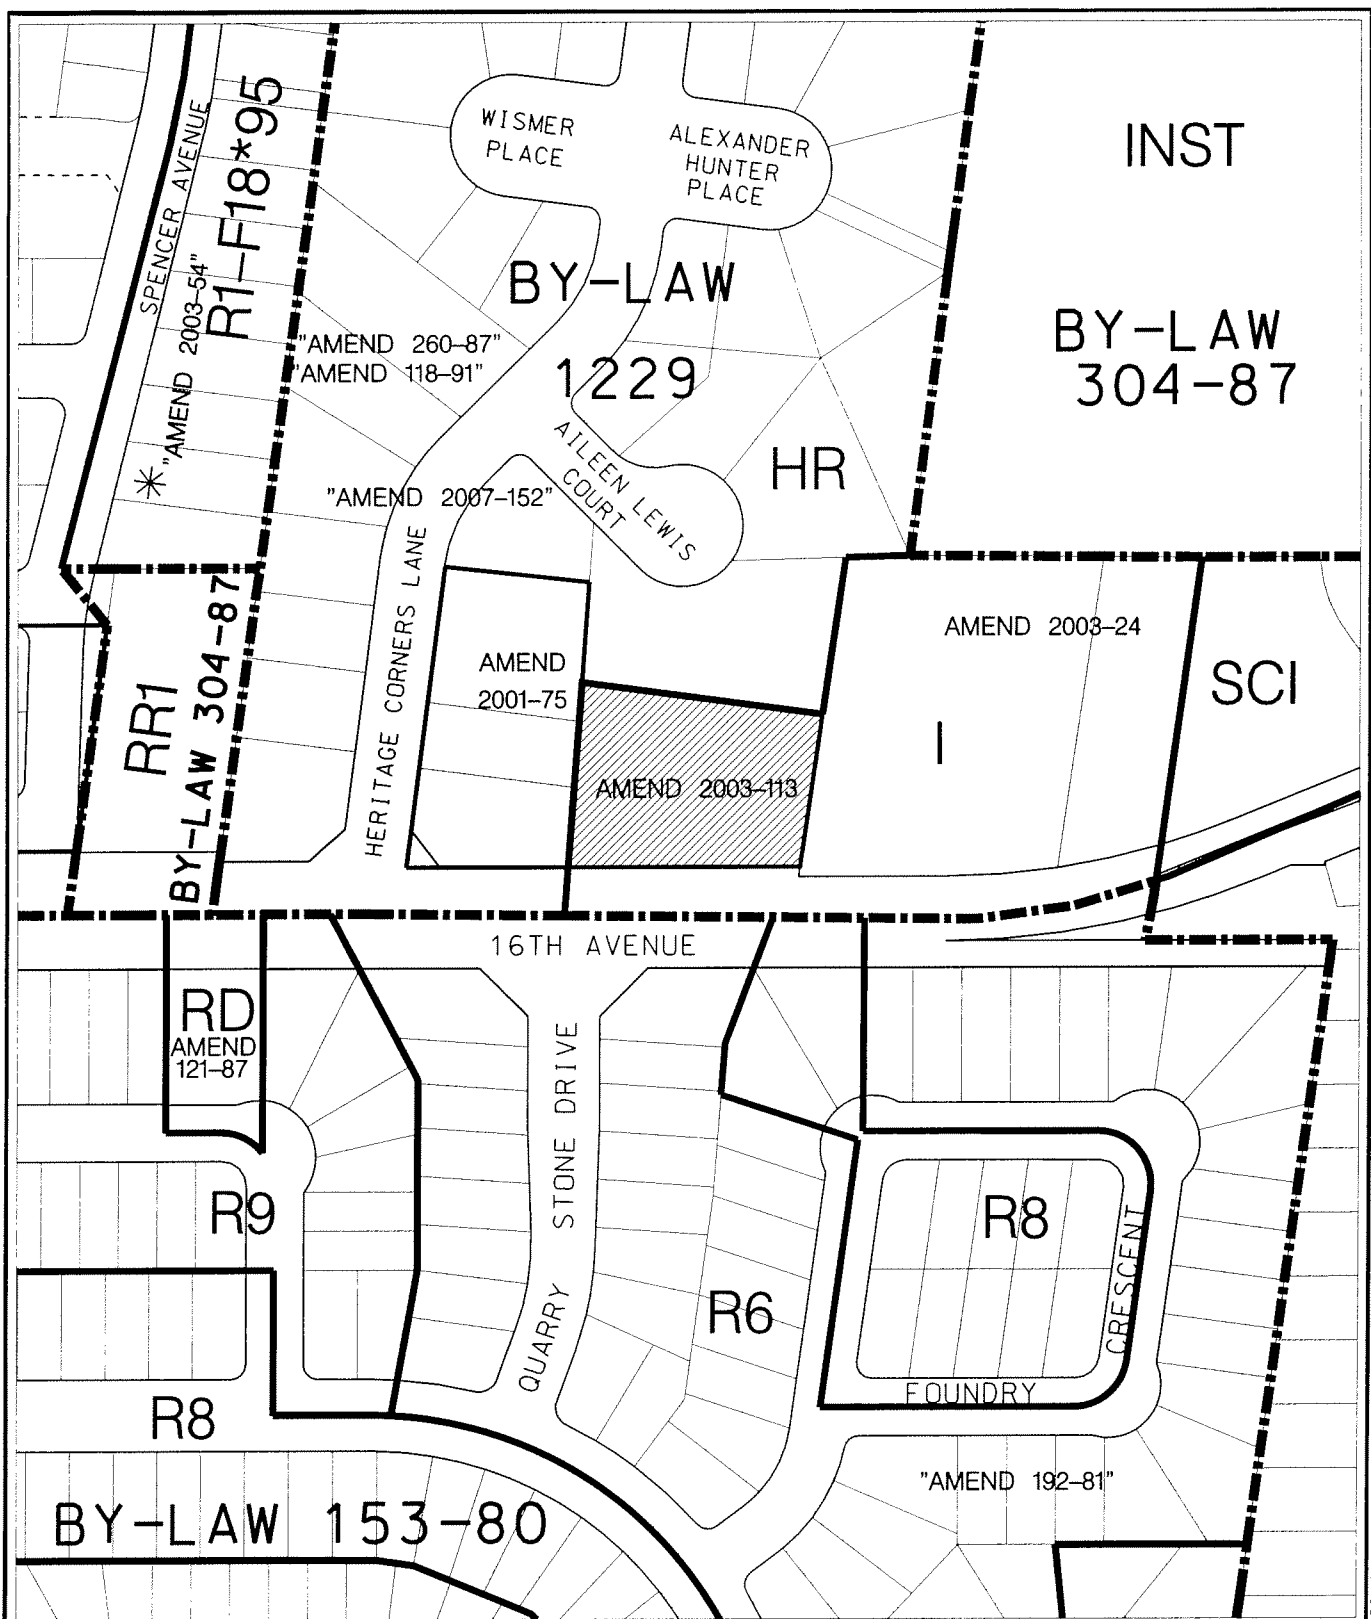 WISMER
PLACE
ALEXANDER
HUNTER
PLACE
INST
SPENCER AVENUE
R1-F18*95
"AMEND 2003-54"
BY-LAW
1229
"AMEND 260-87"
"AMEND 118-91"
BY-LAW
304-87
AILEEN LEWIS
COURT
HR
"AMEND 2007-152"
HERITAGE CORNERS LANE
RR1
BY-LAW 304-87
AMEND
2001-75
AMEND 2003-24
SCI
I
AMEND 2003-113
16TH AVENUE
RD
AMEND
121-87
QUARRY STONE DRIVE
R9
R8
CRESCENT
R6
FOUNDRY
R8
"AMEND 192-81"
BY-LAW 153-80